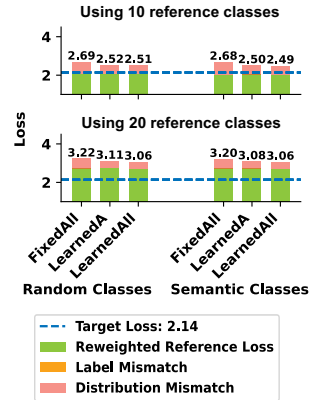 Using 10 reference classes
4
2
2.69 2.52 2.51 2.68 2.50 2.49
Loss
Using 20 reference classes
4
2
3.22 3.11 3.06 3.20 3.08 3.06
FixedAll LearnedA LearnedAll FixedAll LearnedA LearnedAll
Random Classes Semantic Classes
Target Loss: 2.14
Reweighted Reference Loss
Label Mismatch
Distribution Mismatch